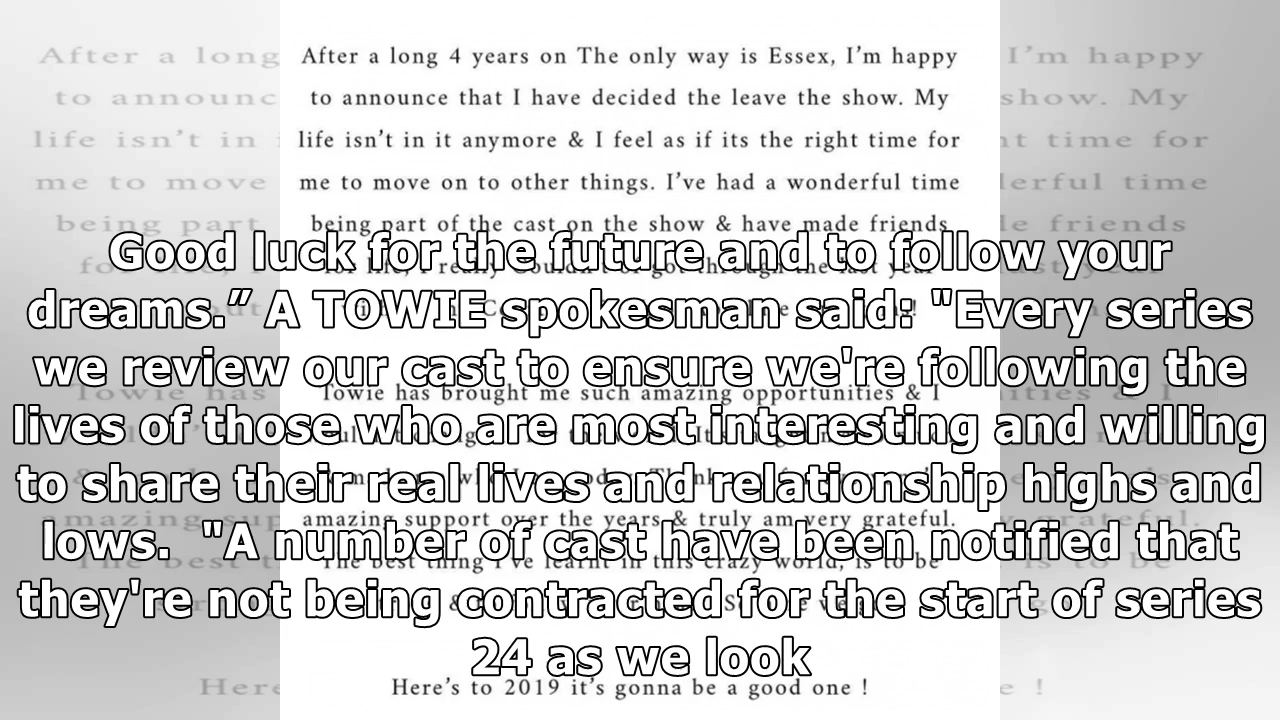 After a long 4 years on The only way is Essex, I’m happy
to announce that I have decided the leave the show. My
life isn’t in it anymore & I feel as if its the right time for
me to move on to other things. I’ve had a wonderful time
being part of the cast on the show & have made friends
Good luck for the future and to follow your
dreams.” A TOWIE spokesman said: "Every series
we review our cast to ensure we're following the
lives of those who are most interesting and willing
to share their real lives and relationship highs and
lows. "A number of cast have been notified that
they're not being contracted for the start of series
24 as we look
Towie has brought me such amazing opportunities & I
amazing support over the years & truly am very grateful.
The best thing I’ve learnt in this crazy world, is to be
Here’s to 2019 it’s gonna be a good one !